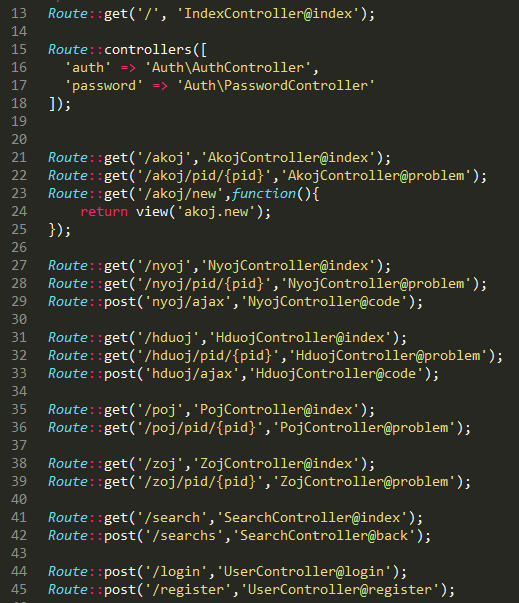 13 Route::get('/', 'IndexController@index');
14
15 Route::controllers([
16   'auth' => 'Auth\AuthController',
17   'password' => 'Auth\PasswordController'
18 ]);
19
20
21 Route::get('/akoj','AkojController@index');
22 Route::get('/akoj/pid/{pid}','AkojController@problem');
23 Route::get('/akoj/new',function(){
24     return view('akoj.new');
25 });
26
27 Route::get('/nyoj','NyojController@index');
28 Route::get('/nyoj/pid/{pid}','NyojController@problem');
29 Route::post('nyoj/ajax','NyojController@code');
30
31 Route::get('/hduoj','HduojController@index');
32 Route::get('/hduoj/pid/{pid}','HduojController@problem');
33 Route::post('hduoj/ajax','HduojController@code');
34
35 Route::get('/poj','PojController@index');
36 Route::get('/poj/pid/{pid}','PojController@problem');
37
38 Route::get('/zoj','ZojController@index');
39 Route::get('/zoj/pid/{pid}','ZojController@problem');
40
41 Route::get('/search','SearchController@index');
42 Route::post('/searchs','SearchController@back');
43
44 Route::post('/login','UserController@login');
45 Route::post('/register','UserController@register');